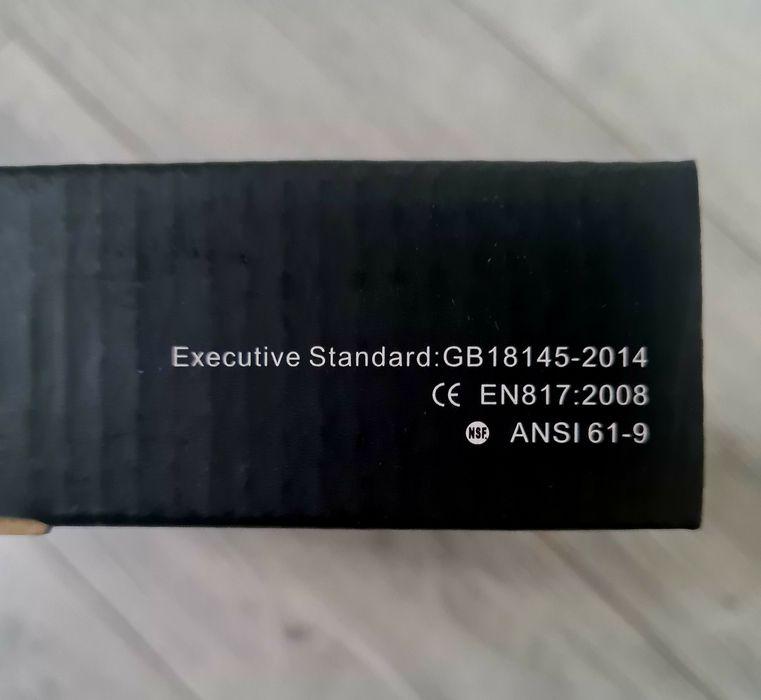 Executive Standard:GB18145-2014
CE EN817:2008
NSF. ANSI 61-9